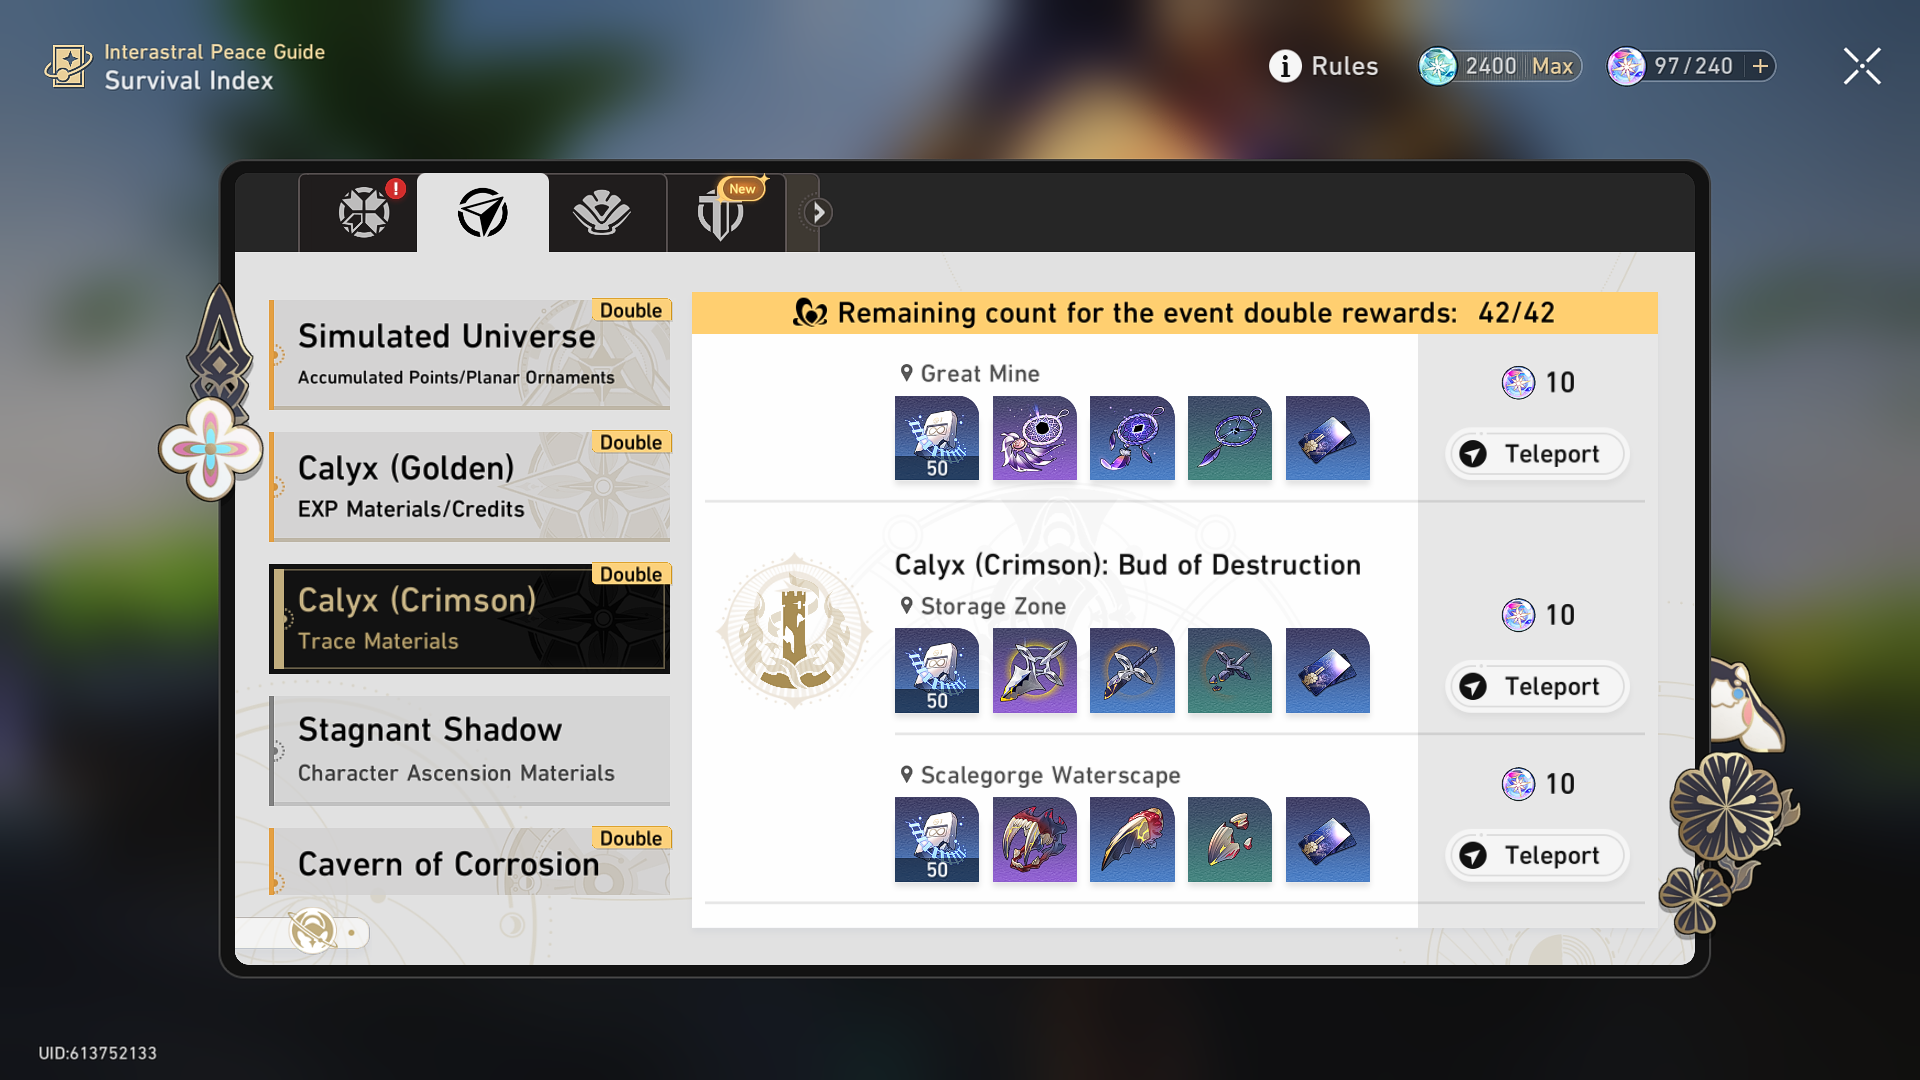 Interastral Peace Guide
Survival Index
Rules
2400 Max
97/240 +
!
New
Double
Simulated Universe
Accumulated Points/Planar Ornaments
Double
Calyx (Golden)
EXP Materials/Credits
Double
Calyx (Crimson)
Trace Materials
Stagnant Shadow
Character Ascension Materials
Double
Cavern of Corrosion
Remaining count for the event double rewards: 42/42
Great Mine
50
10
Teleport
Calyx (Crimson): Bud of Destruction
Storage Zone
50
10
Teleport
Scalegorge Waterscape
50
10
Teleport
UID:613752133